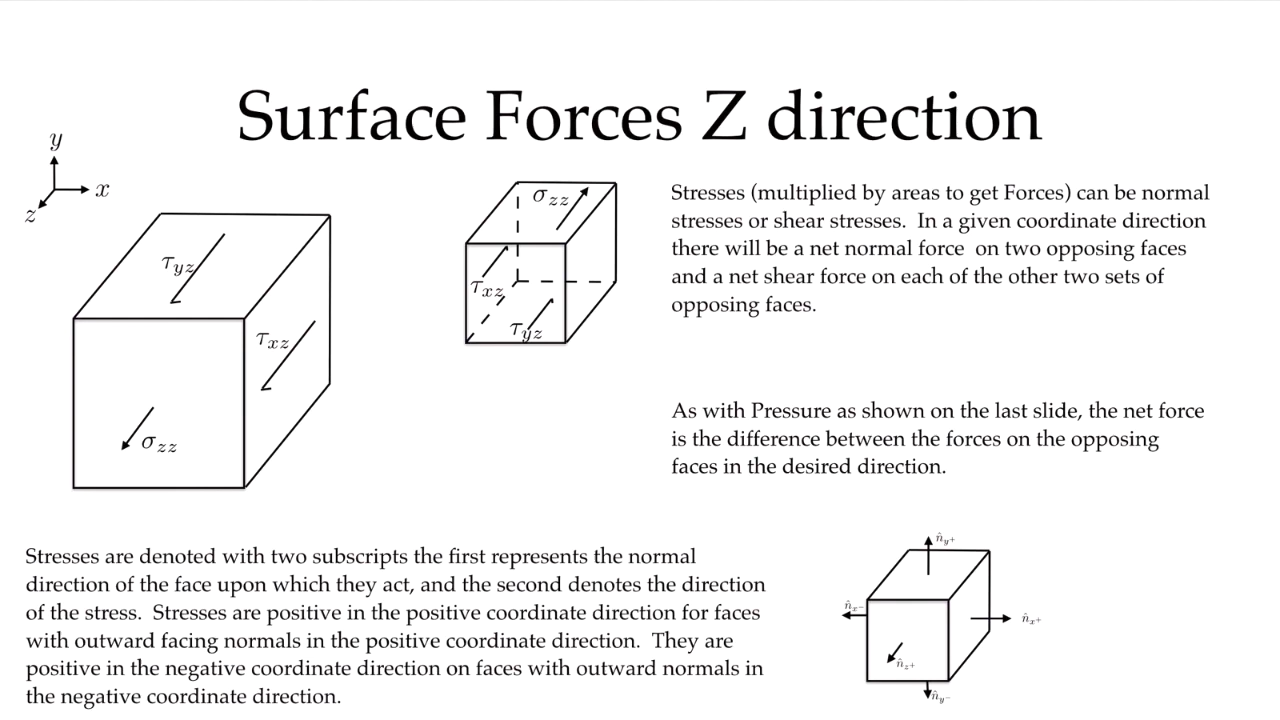 Surface Forces Z direction
y
x
z
τyz
τxz
σzz
σzz
τxz
τyz
Stresses (multiplied by areas to get Forces) can be normal
stresses or shear stresses. In a given coordinate direction
there will be a net normal force on two opposing faces
and a net shear force on each of the other two sets of
opposing faces.
As with Pressure as shown on the last slide, the net force
is the difference between the forces on the opposing
faces in the desired direction.
Stresses are denoted with two subscripts the first represents the normal
direction of the face upon which they act, and the second denotes the direction
of the stress. Stresses are positive in the positive coordinate direction for faces
with outward facing normals in the positive coordinate direction. They are
positive in the negative coordinate direction on faces with outward normals in
the negative coordinate direction.
n̂y⁺
n̂x⁻
n̂x⁺
n̂z⁺
n̂y⁻